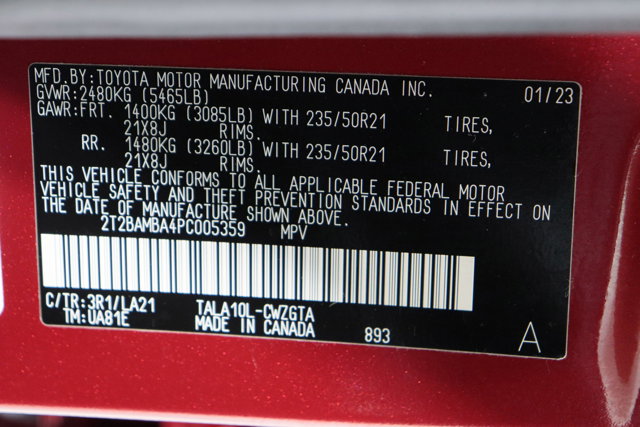 MFD.BY:TOYOTA MOTOR MANUFACTURING CANADA INC. 01/23
GVWR:2480KG (5465LB)
GAWR:FRT. 1400KG (3085LB) WITH 235/50R21 TIRES,
21X8J RIMS.
RR. 1480KG (3260LB) WITH 235/50R21 TIRES,
21X8J RIMS.
THIS VEHICLE CONFORMS TO ALL APPLICABLE FEDERAL MOTOR
VEHICLE SAFETY AND THEFT PREVENTION STANDARDS IN EFFECT ON
THE DATE OF MANUFACTURE SHOWN ABOVE.
2T2BAMBA4PC005359 MPV
C/TR:3R1/LA21 TALA10L-CWZGTA
TM:UA81E MADE IN CANADA 893 A